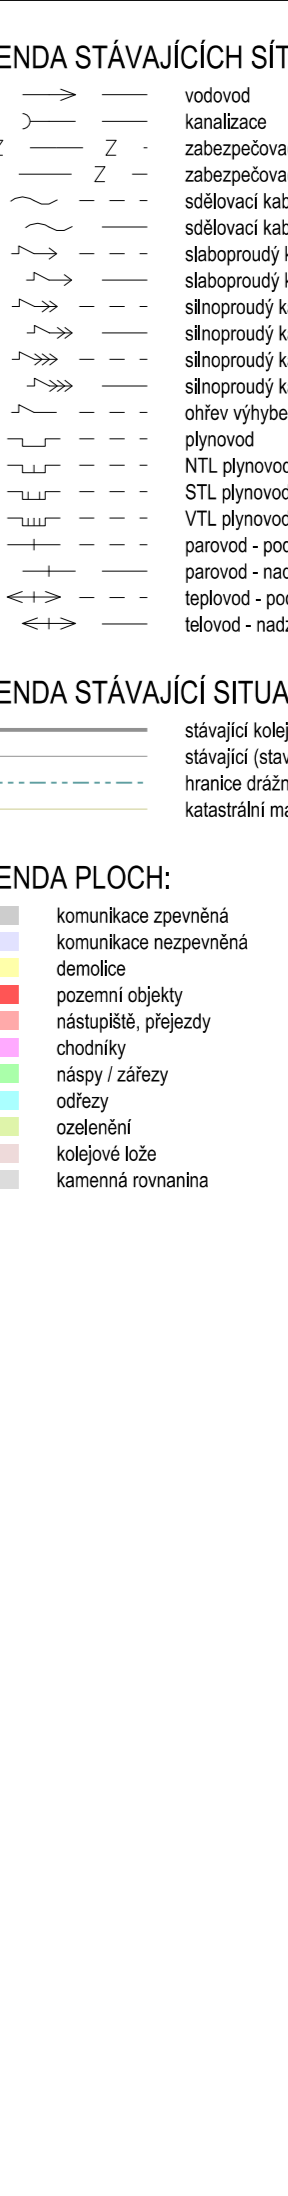 ENDA STÁVAJÍCÍCH SÍT
vodovod
kanalizace
Z Z zabezpečova
Z zabezpečova
sdělovací kab
sdělovací kab
slaboproudý k
slaboproudý k
silnoproudý ka
silnoproudý ka
silnoproudý ka
silnoproudý ka
ohřev výhybe
plynovod
NTL plynovod
STL plynovod
VTL plynovod
parovod - pod
parovod - nad
teplovod - pod
telovod - nadz
ENDA STÁVAJÍCÍ SITUA
stávající kolej
stávající (stav
hranice drážn
katastrální ma
ENDA PLOCH:
komunikace zpevněná
komunikace nezpevněná
demolice
pozemní objekty
nástupiště, přejezdy
chodníky
náspy / zářezy
odřezy
ozelenění
kolejové lože
kamenná rovnanina